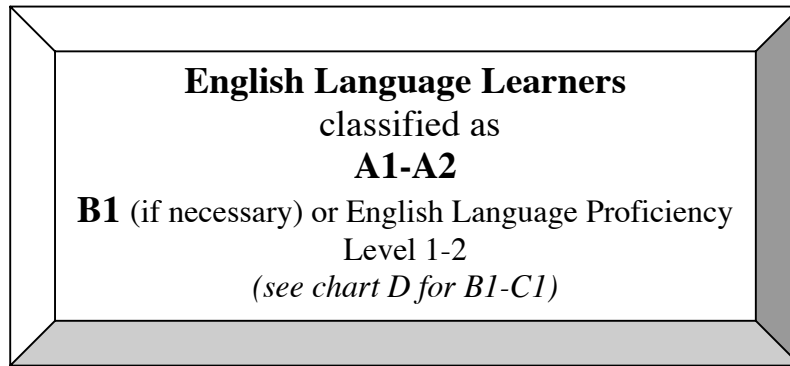 English Language Learners
classified as
A1-A2
B1 (if necessary) or English Language Proficiency
Level 1-2
(see chart D for B1-C1)